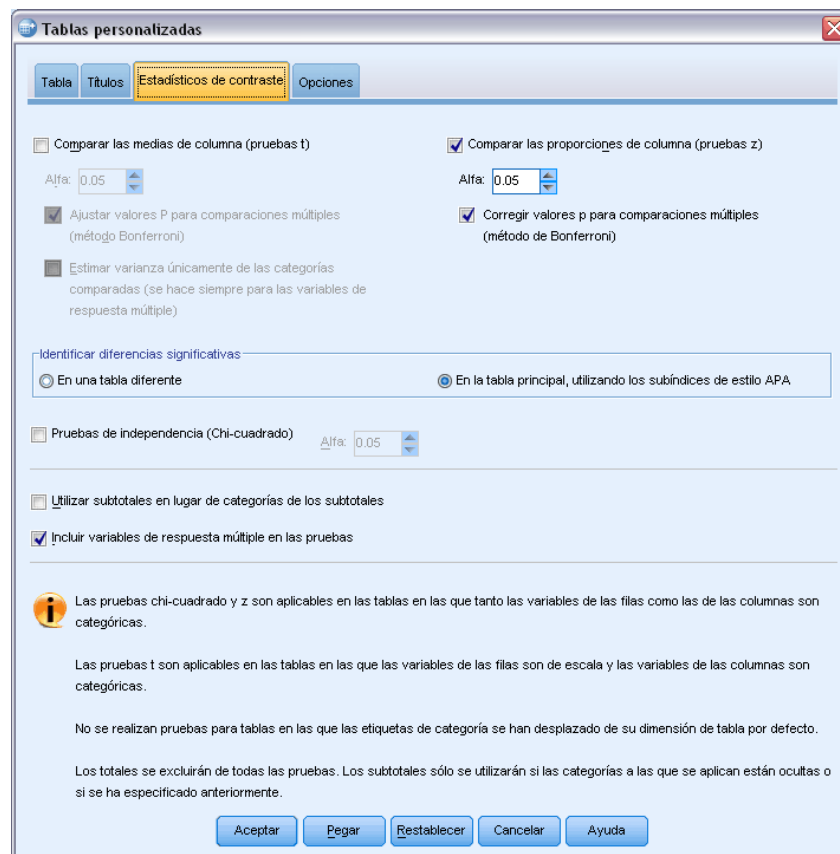 Tablas personalizadas
Tabla
Títulos
Estadísticos de contraste
Opciones
Comparar las medias de columna (pruebas t)
Alfa: 0.05
Ajustar valores P para comparaciones múltiples
(método Bonferroni)
Estimar varianza únicamente de las categorías
comparadas (se hace siempre para las variables de
respuesta múltiple)
Comparar las proporciones de columna (pruebas z)
Alfa: 0.05
Corregir valores p para comparaciones múltiples
(método de Bonferroni)
Identificar diferencias significativas
En una tabla diferente
En la tabla principal, utilizando los subíndices de estilo APA
Pruebas de independencia (Chi-cuadrado)
Alfa: 0.05
Utilizar subtotales en lugar de categorías de los subtotales
Incluir variables de respuesta múltiple en las pruebas
Las pruebas chi-cuadrado y z son aplicables en las tablas en las que tanto las variables de las filas como las de las columnas son
categóricas.
Las pruebas t son aplicables en las tablas en las que las variables de las filas son de escala y las variables de las columnas son
categóricas.
No se realizan pruebas para tablas en las que las etiquetas de categoría se han desplazado de su dimensión de tabla por defecto.
Los totales se excluirán de todas las pruebas. Los subtotales sólo se utilizarán si las categorías a las que se aplican están ocultas o
si se ha especificado anteriormente.
Aceptar
Pegar
Restablecer
Cancelar
Ayuda